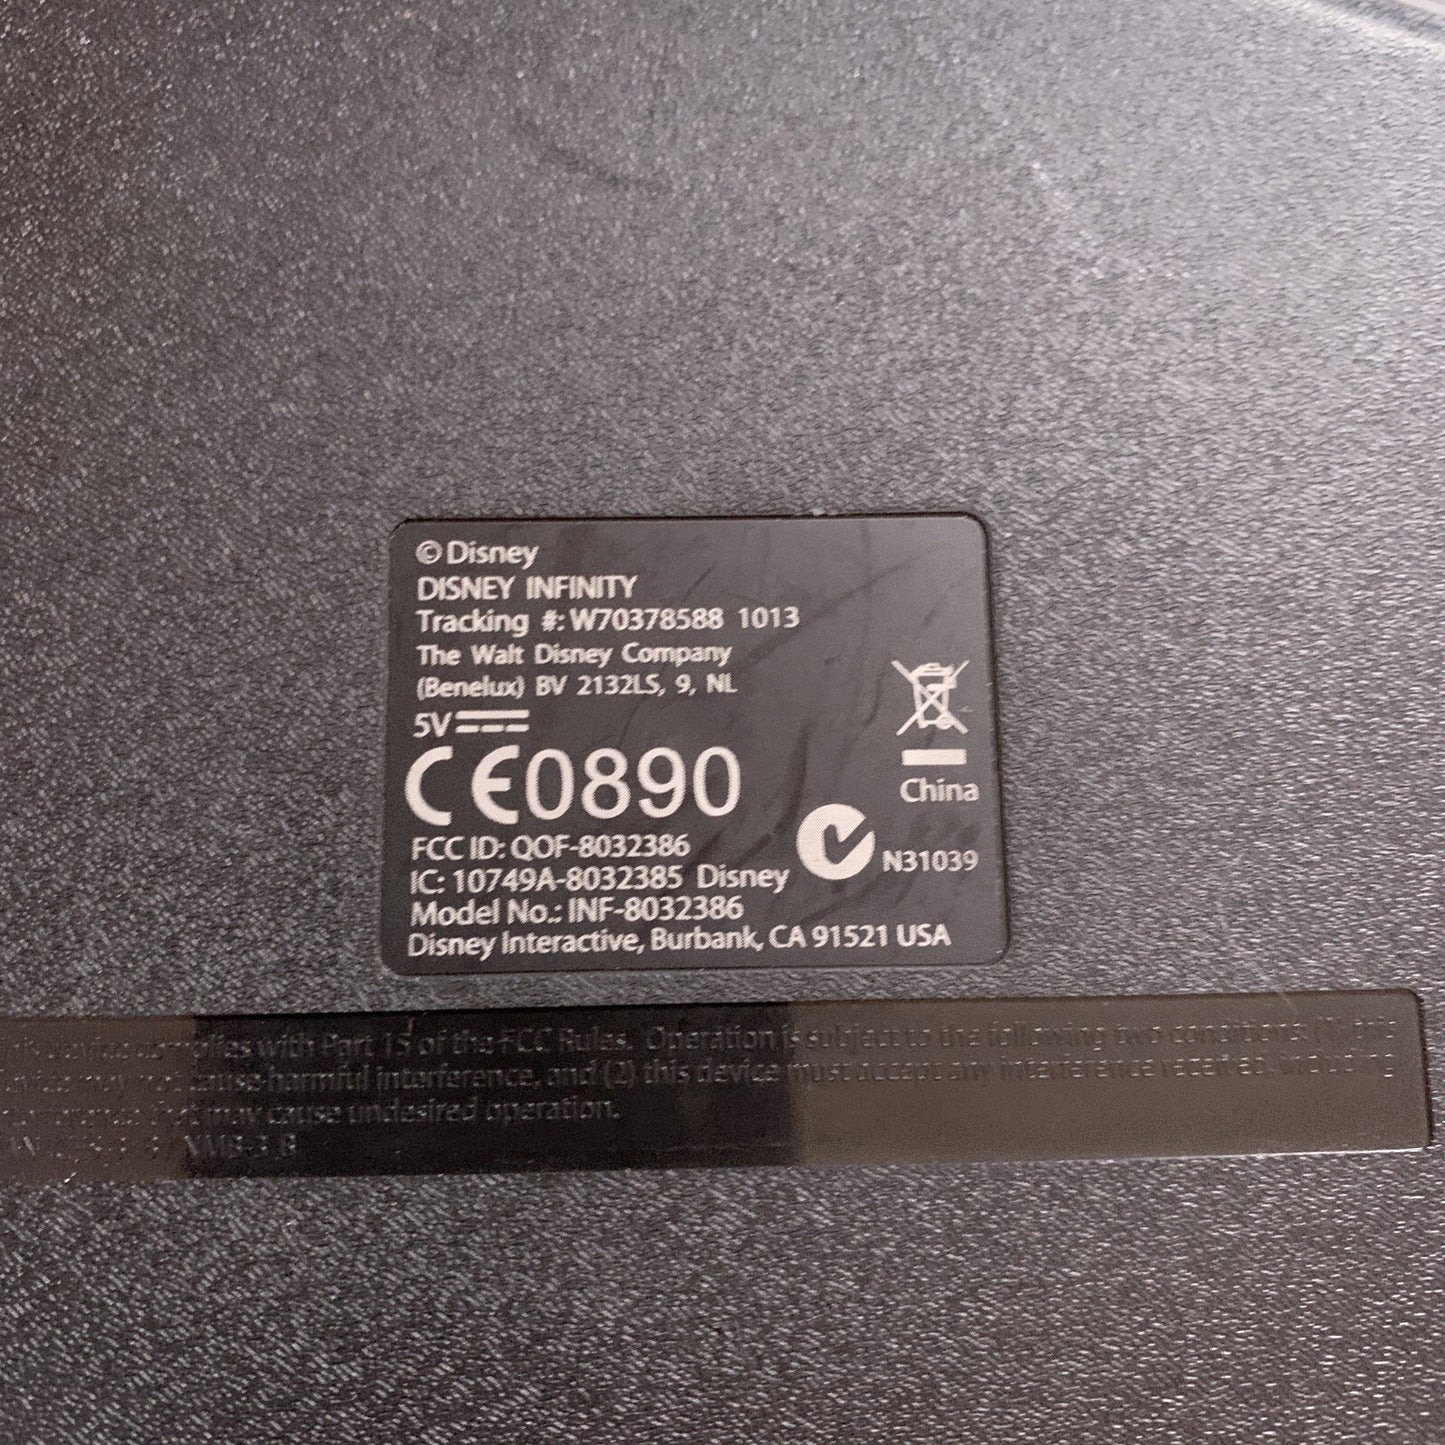 © Disney
DISNEY INFINITY
Tracking #: W70378588 1013
The Walt Disney Company
(Benelux) BV 2132LS, 9, NL
5V
CE0890
China
FCC ID: QOF-8032386
N31039
IC: 10749A-8032385 Disney
Model No.: INF-8032386
Disney Interactive, Burbank, CA 91521 USA
with Part 15 of the FCC Rules. Operation is subject to the following two conditions: (1)
may not cause harmful interference, and (2) this device must accept any interference received, including
may cause undesired operation.